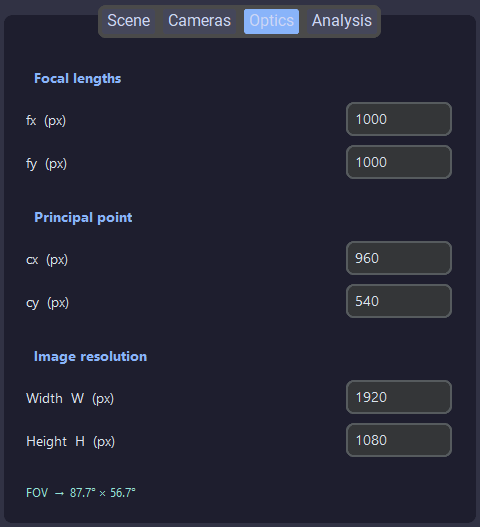 Scene Cameras Optics Analysis
Focal lengths
fx (px) 1000
fy (px) 1000
Principal point
cx (px) 960
cy (px) 540
Image resolution
Width W (px) 1920
Height H (px) 1080
FOV → 87.7° × 56.7°